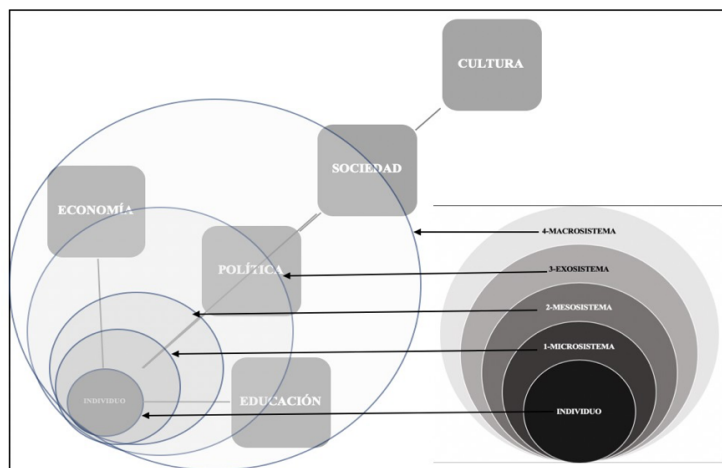 CULTURA
SOCIEDAD
ECONOMÍA
POLÍTICA
INDIVIDUO
EDUCACIÓN
4-MACROSISTEMA
3-EXOSISTEMA
2-MESOSISTEMA
1-MICROSISTEMA
INDIVIDUO